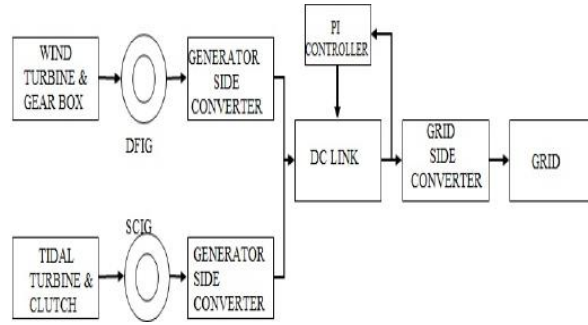 WIND
TURBINE &
GEAR BOX
DFIG
GENERATOR
SIDE
CONVERTER
PI
CONTROLLER
DC LINK
GRID
SIDE
CONVERTER
GRID
TIDAL
TURBINE &
CLUTCH
SCIG
GENERATOR
SIDE
CONVERTER